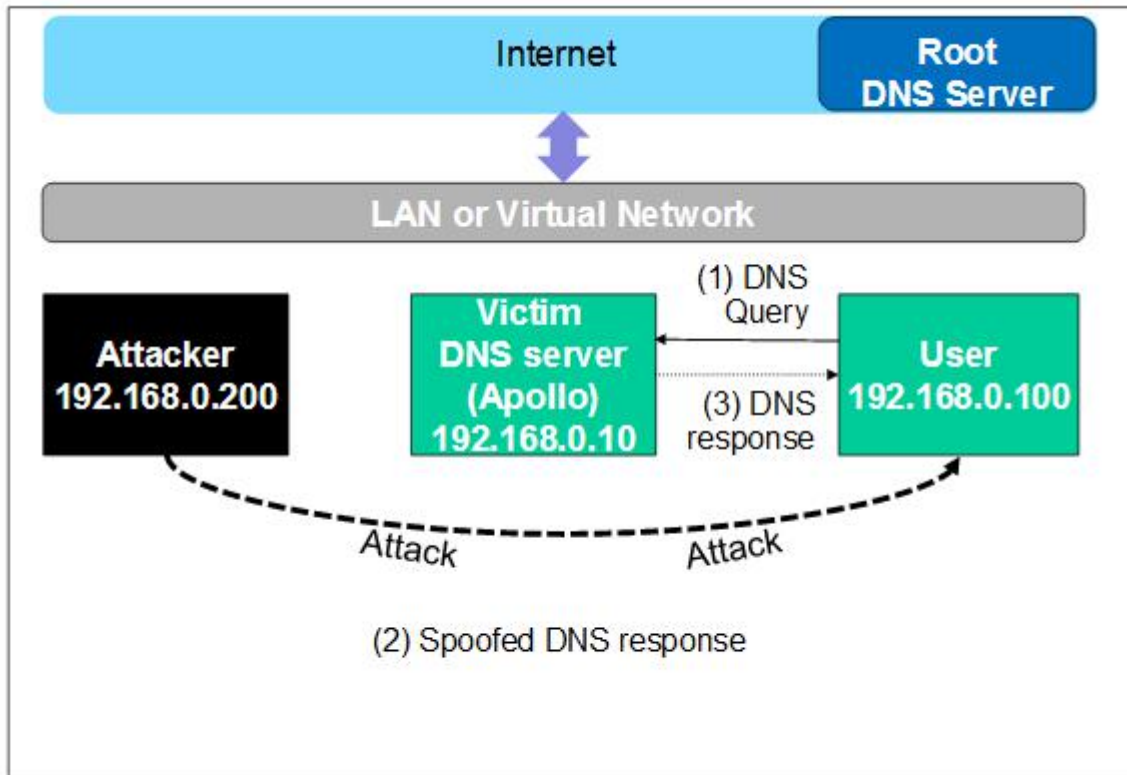 Internet
Root
DNS Server
LAN or Virtual Network
Attacker
192.168.0.200
Victim
DNS server
(Apollo)
192.168.0.10
(1) DNS
Query
(3) DNS
response
User
192.168.0.100
Attack
Attack
(2) Spoofed DNS response